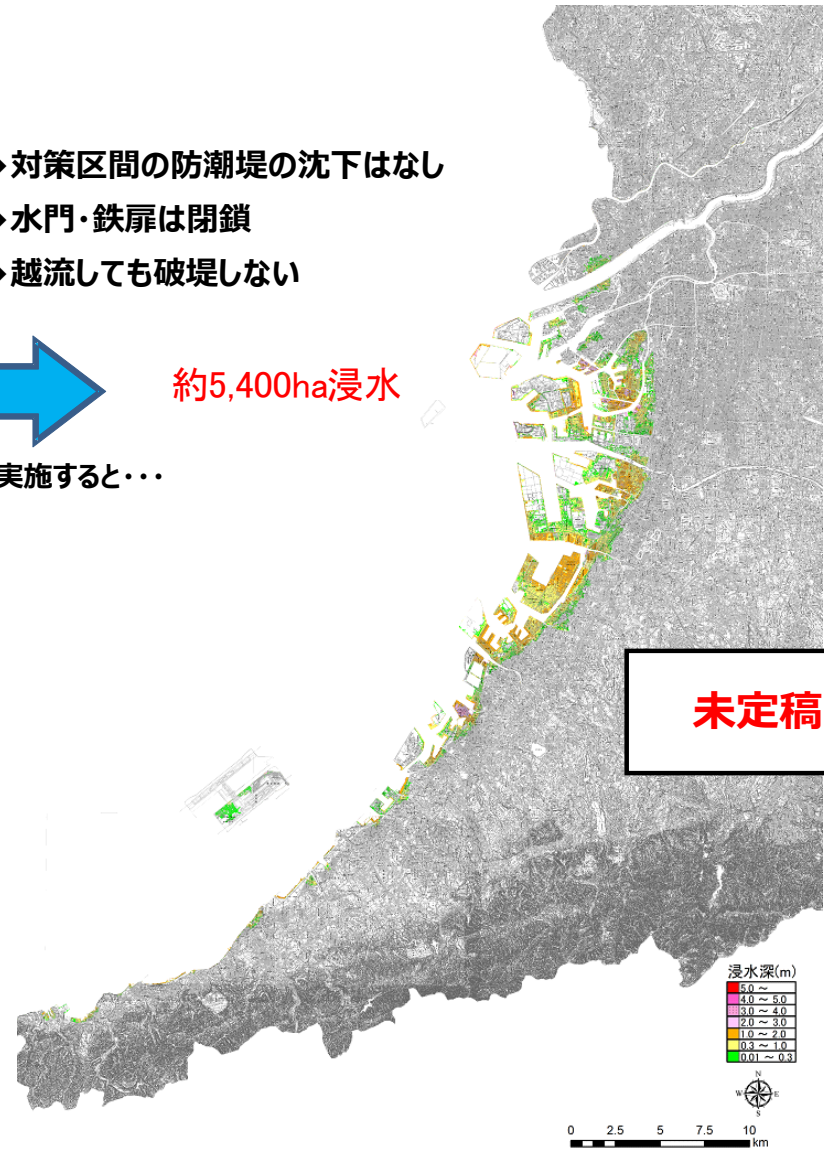 対策区間の防潮堤の沈下はなし
水門・鉄扉は閉鎖
越流しても破堤しない
約5,400ha浸水
実施すると・・・
未定稿
浸水深(m)
5.0 ～
4.0 ～ 5.0
3.0 ～ 4.0
2.0 ～ 3.0
1.0 ～ 2.0
0.3 ～ 1.0
0.01 ～ 0.3
N
W E
S
0 2.5 5 7.5 10
km